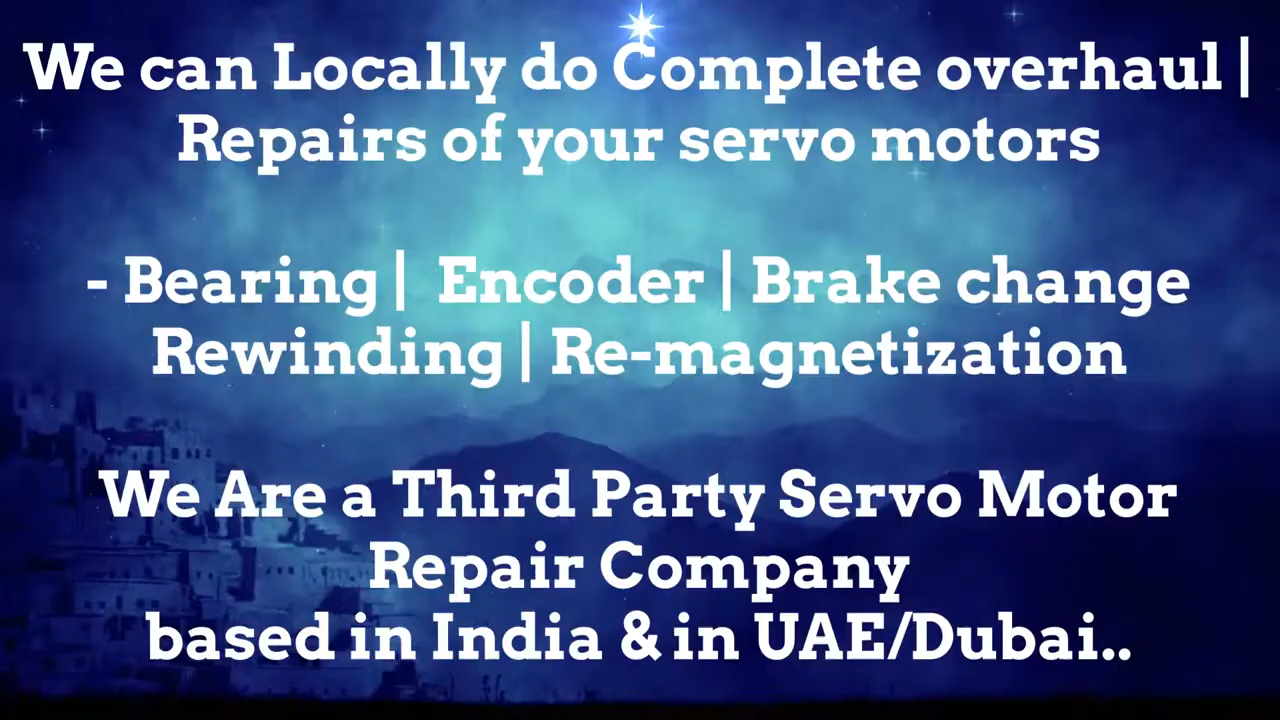 We can Locally do Complete overhaul |
Repairs of your servo motors
- Bearing | Encoder | Brake change
Rewinding | Re-magnetization
We Are a Third Party Servo Motor
Repair Company
based in India & in UAE/Dubai..